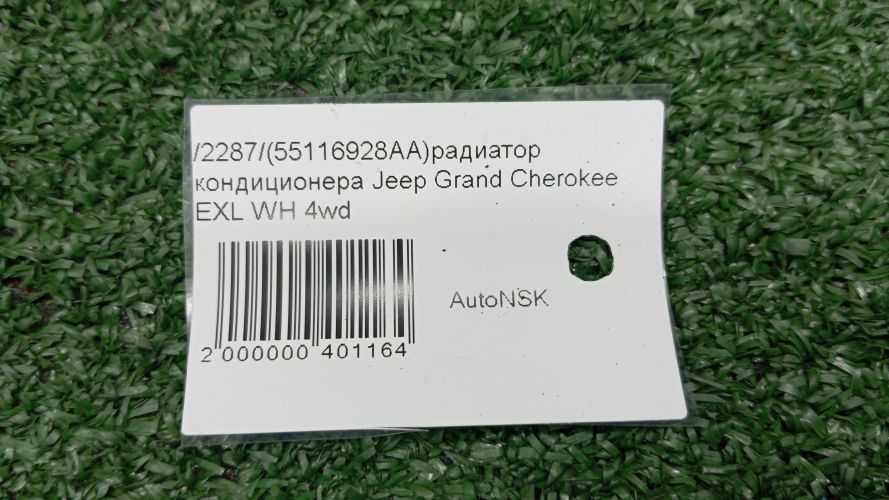 /2287/(55116928AA)радиатор
кондиционера Jeep Grand Cherokee
EXL WH 4wd
AutoNSK
2 000000 401164